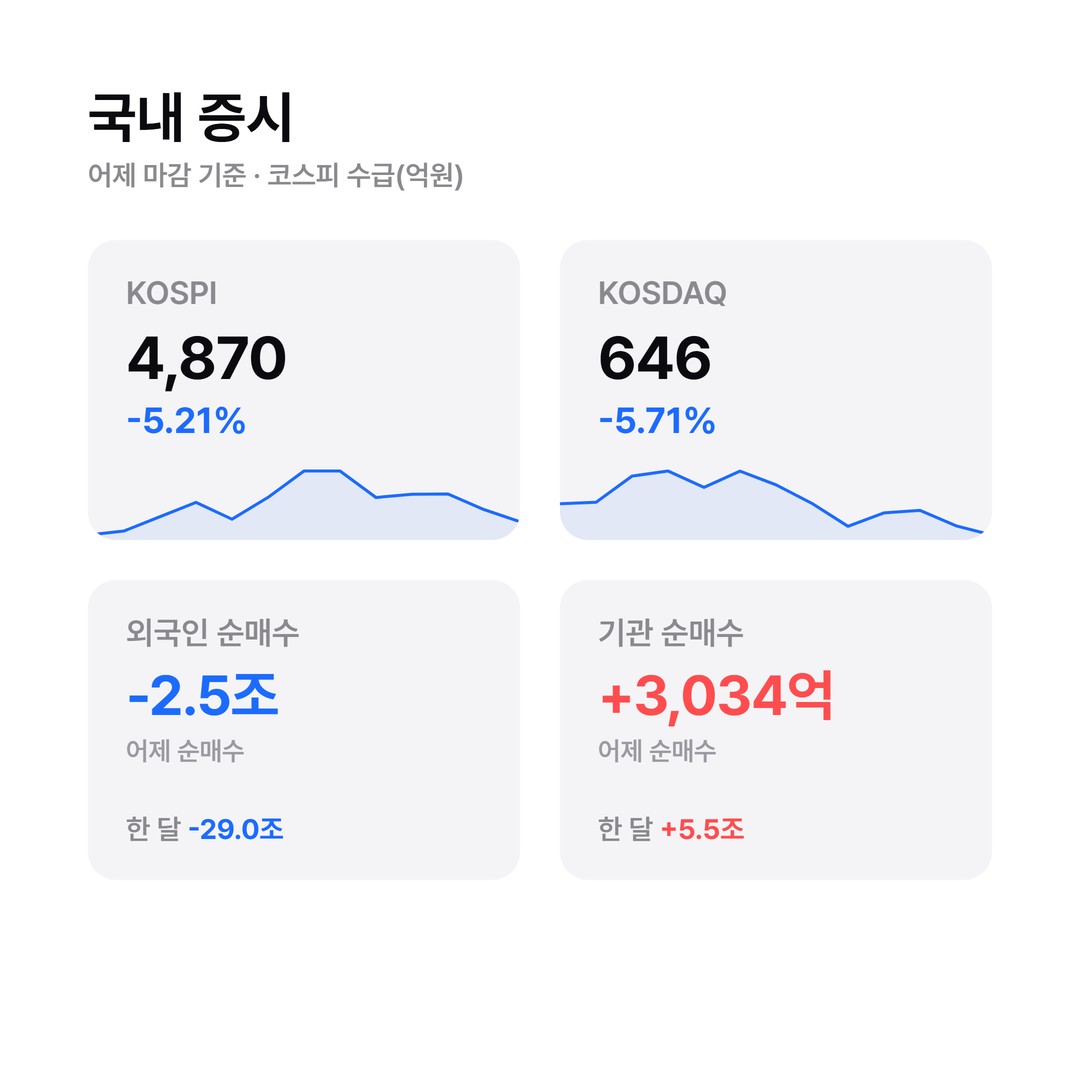 국내 증시
어제 마감 기준 · 코스피 수급(억원)
KOSPI
4,870
-5.21%
KOSDAQ
646
-5.71%
외국인 순매수
-2.5조
어제 순매수
한 달 -29.0조
기관 순매수
+3,034억
어제 순매수
한 달 +5.5조